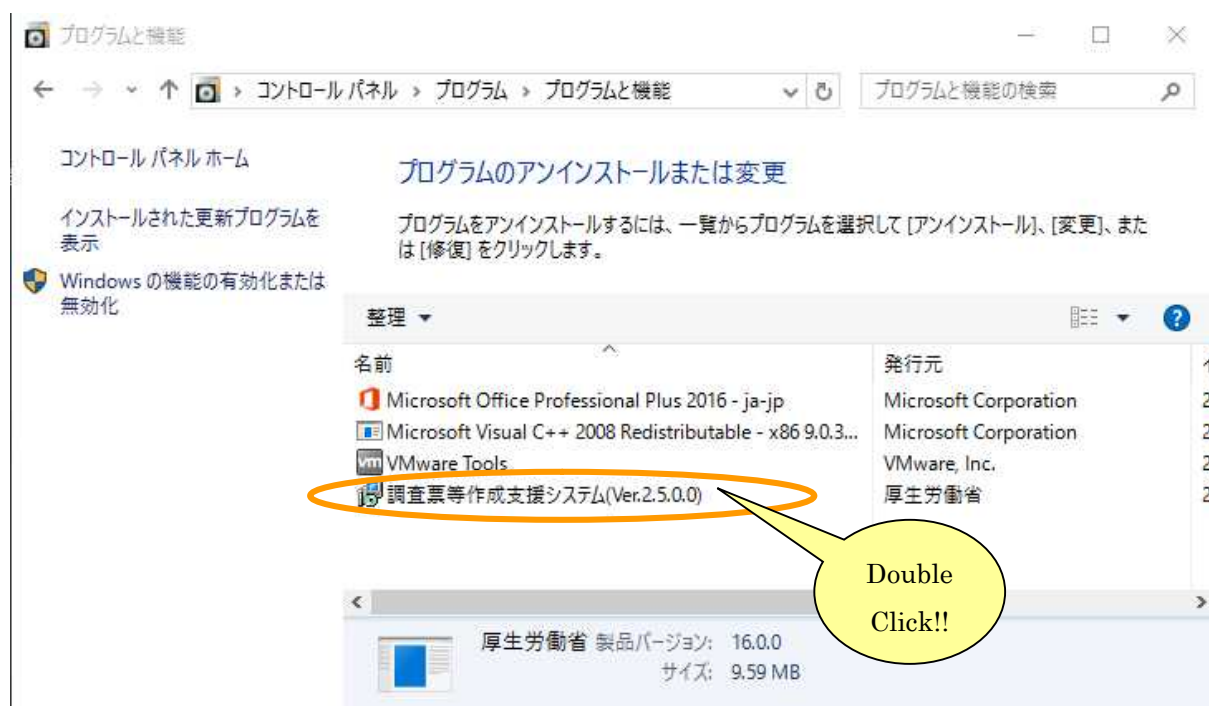 プログラムと機能
コントロール パネル › プログラム › プログラムと機能
プログラムと機能の検索
コントロール パネル ホーム
インストールされた更新プログラムを
表示
Windows の機能の有効化または
無効化
プログラムのアンインストールまたは変更
プログラムをアンインストールするには、一覧からプログラムを選択して [アンインストール]、[変更]、また
は [修復] をクリックします。
整理
名前 発行元
Microsoft Office Professional Plus 2016 - ja-jp Microsoft Corporation 2
Microsoft Visual C++ 2008 Redistributable - x86 9.0.3... Microsoft Corporation 2
VMware Tools VMware, Inc. 2
調査票等作成支援システム(Ver.2.5.0.0) 厚生労働省 2
Double
Click!!
厚生労働省 製品バージョン: 16.0.0
サイズ: 9.59 MB